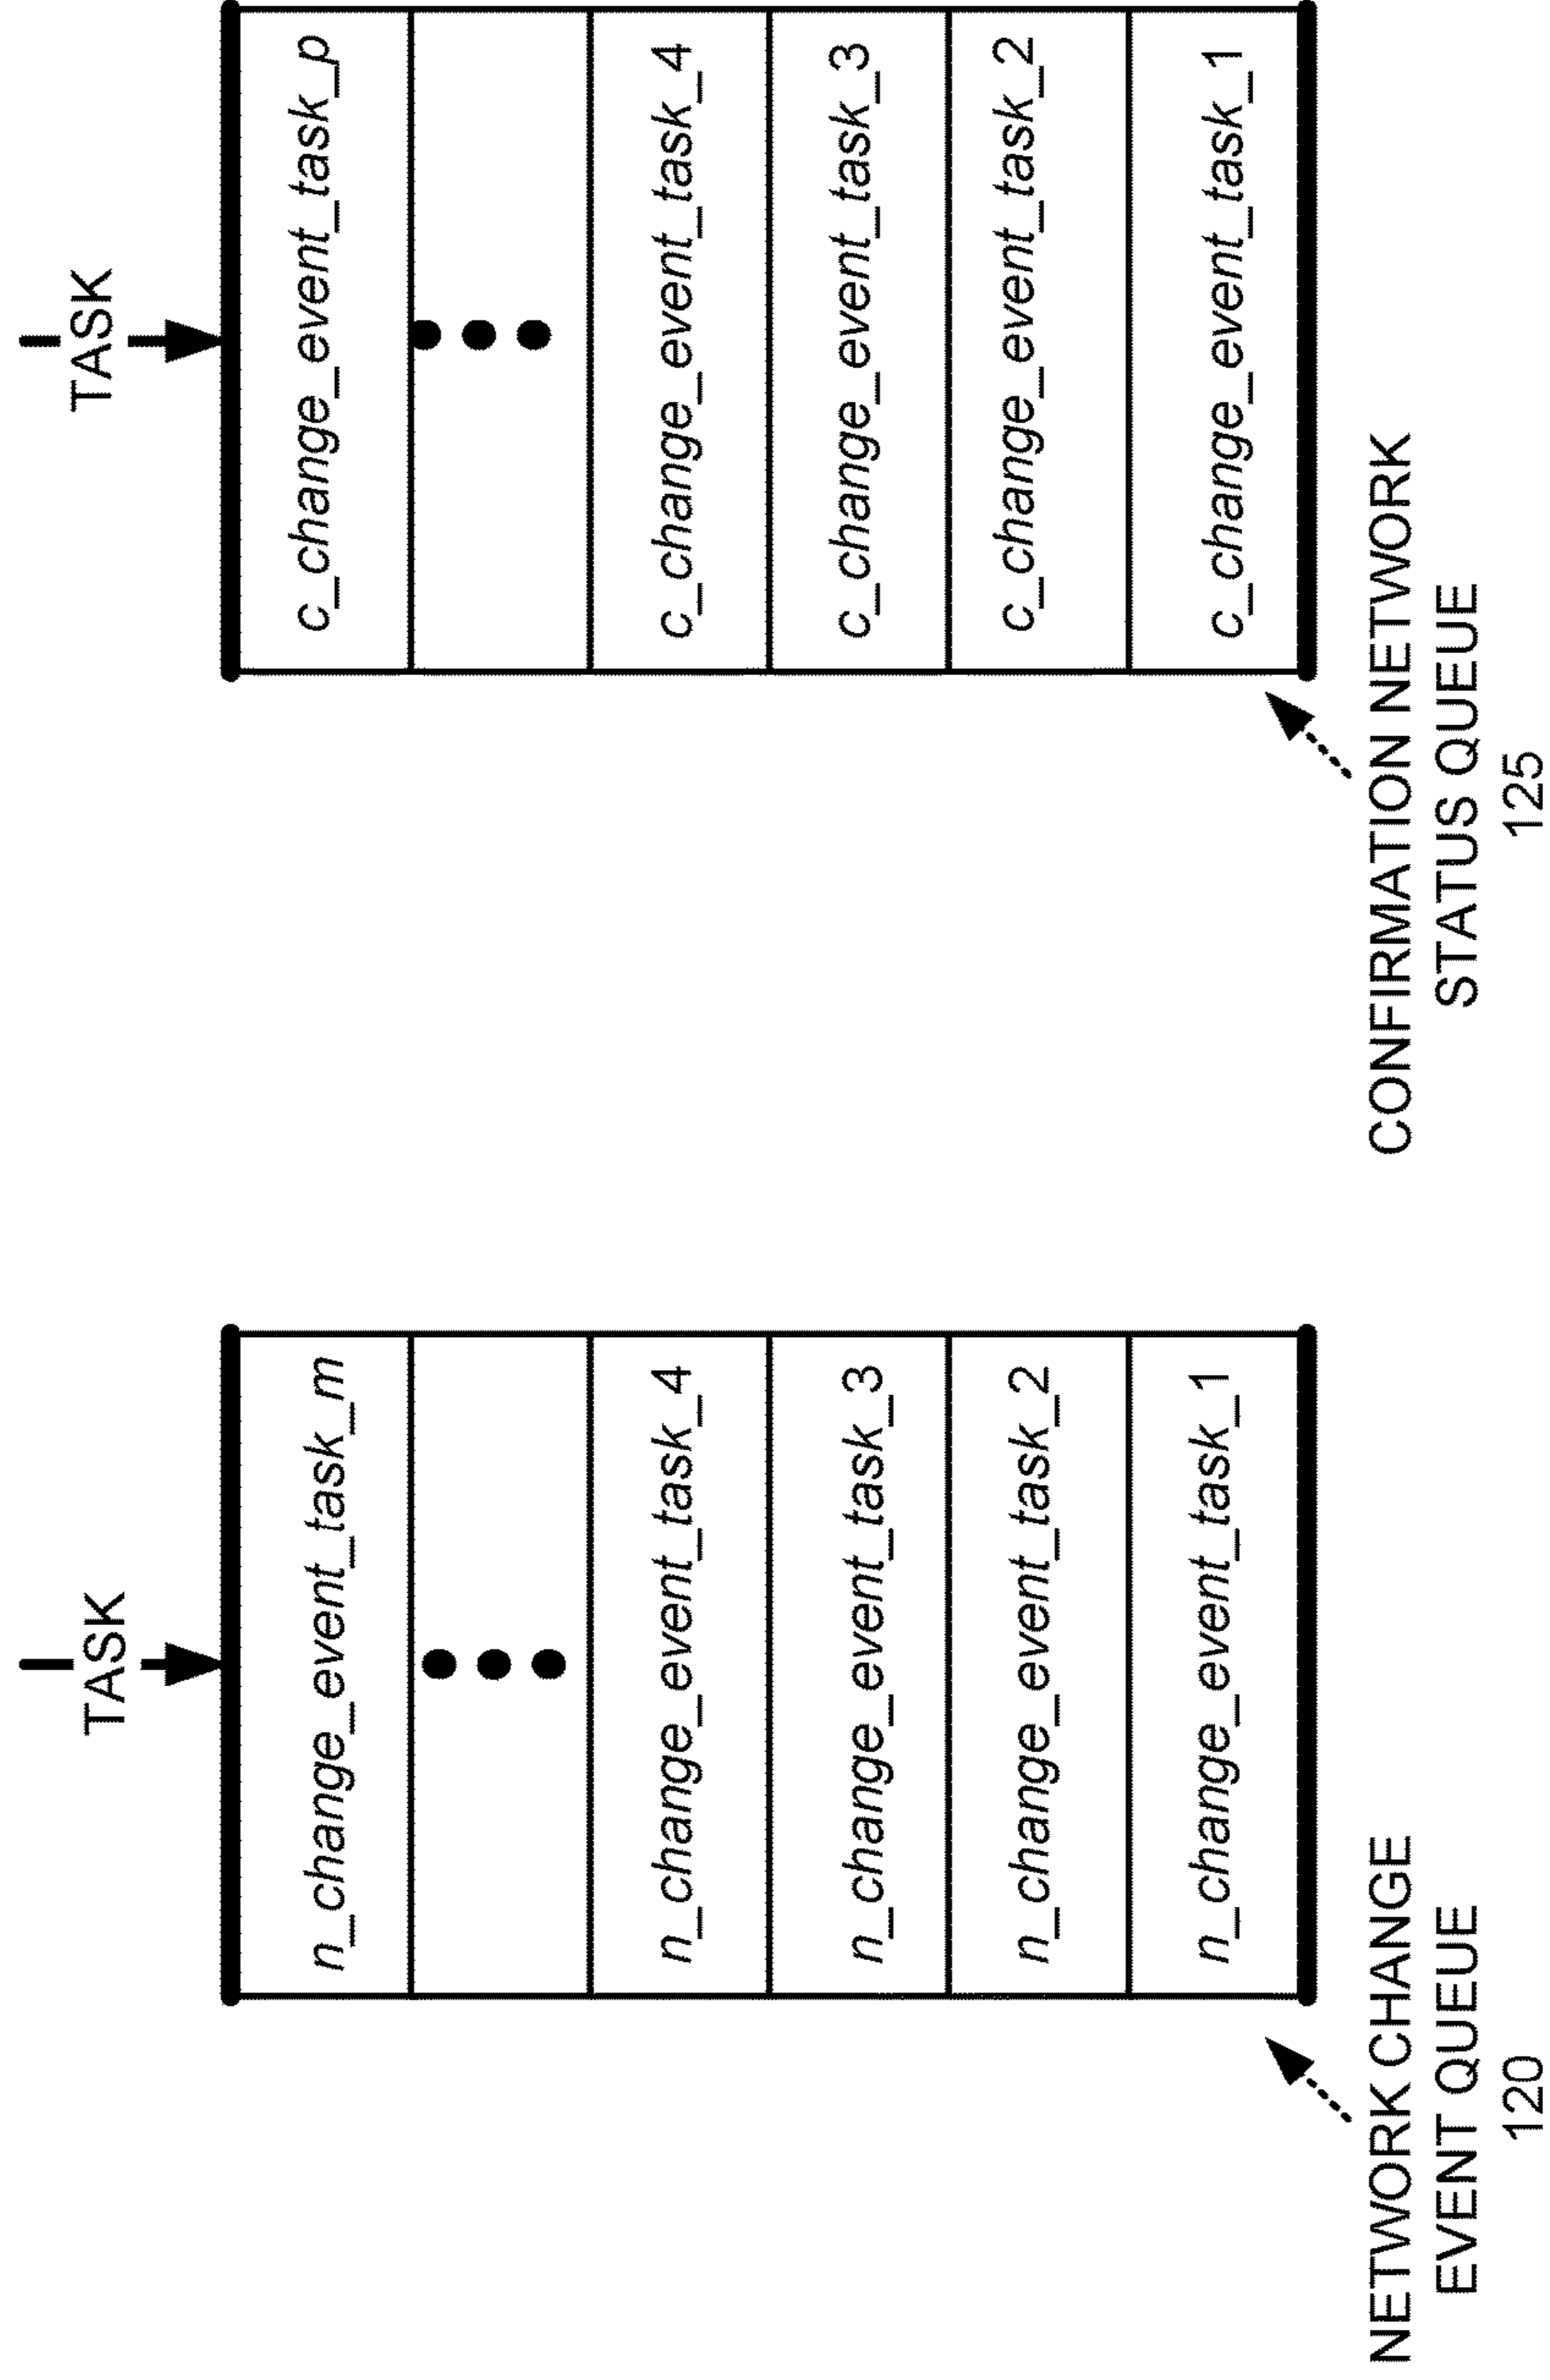 TASK
n_change_event_task_m
n_change_event_task_4
n_change_event_task_3
n_change_event_task_2
n_change_event_task_1
NETWORK CHANGE
EVENT QUEUE
120
TASK
c_change_event_task_p
c_change_event_task_4
c_change_event_task_3
c_change_event_task_2
c_change_event_task_1
CONFIRMATION NETWORK
STATUS QUEUE
125